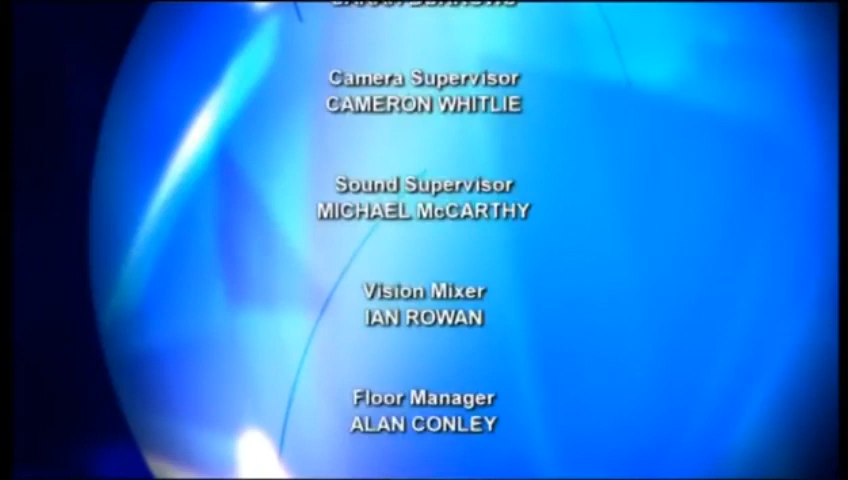 Camera Supervisor
CAMERON WHITLIE
Sound Supervisor
MICHAEL McCARTHY
Vision Mixer
IAN ROWAN
Floor Manager
ALAN CONLEY